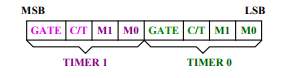 MSB LSB
GATE C/T M1 M0 GATE C/T M1 M0
TIMER 1 TIMER 0